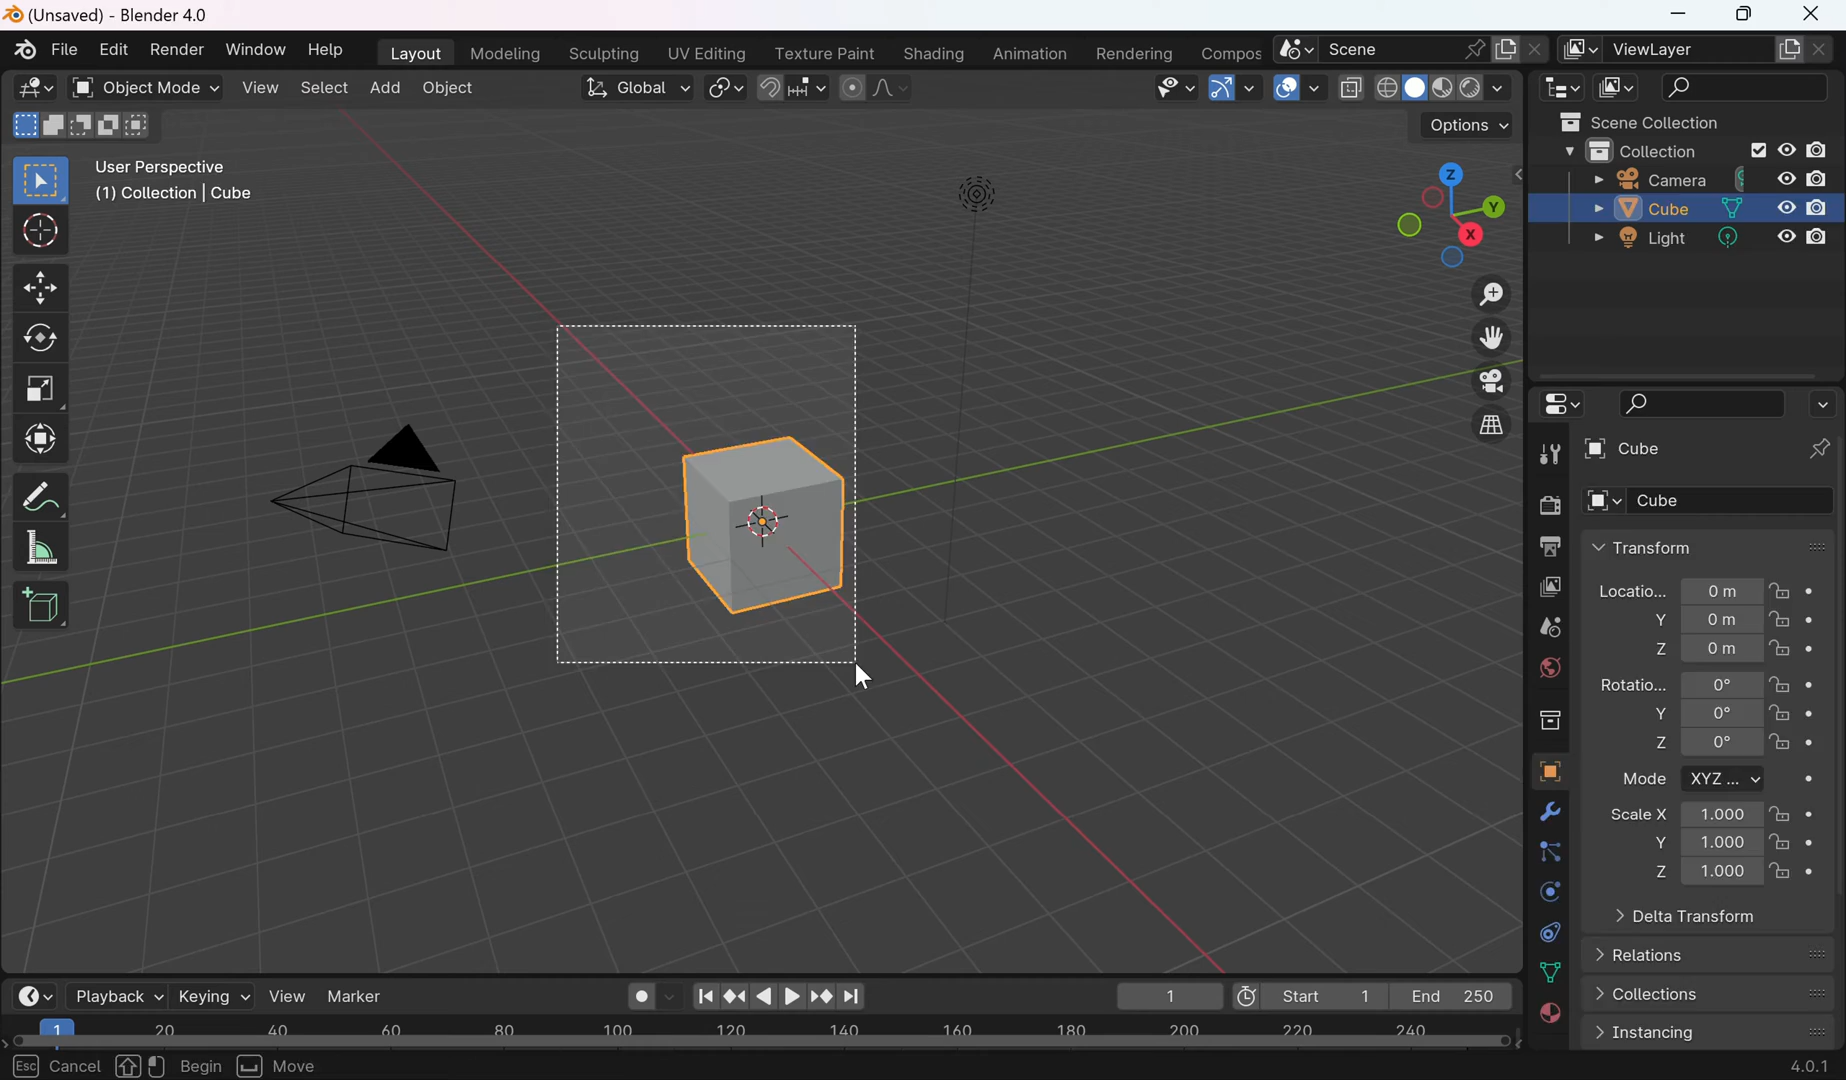 (Unsaved) - Blender 4.0
File Edit Render Window Help Layout Modeling Sculpting UV Editing Texture Paint Shading Animation Rendering Compos Scene ViewLayer
Object Mode View Select Add Object Global
Options
User Perspective
(1) Collection | Cube
Z
Y
X
Scene Collection
Collection
Camera
Cube
Light
Cube
Cube
Transform
Locatio... 0 m
Y 0 m
Z 0 m
Rotatio... 0°
Y 0°
Z 0°
Mode XYZ ...
Scale X 1.000
Y 1.000
Z 1.000
Delta Transform
Relations
Collections
Instancing
Playback Keying View Marker 1 Start 1 End 250
1 20 40 60 80 100 120 140 160 180 200 220 240
Esc Cancel Begin Move 4.0.1